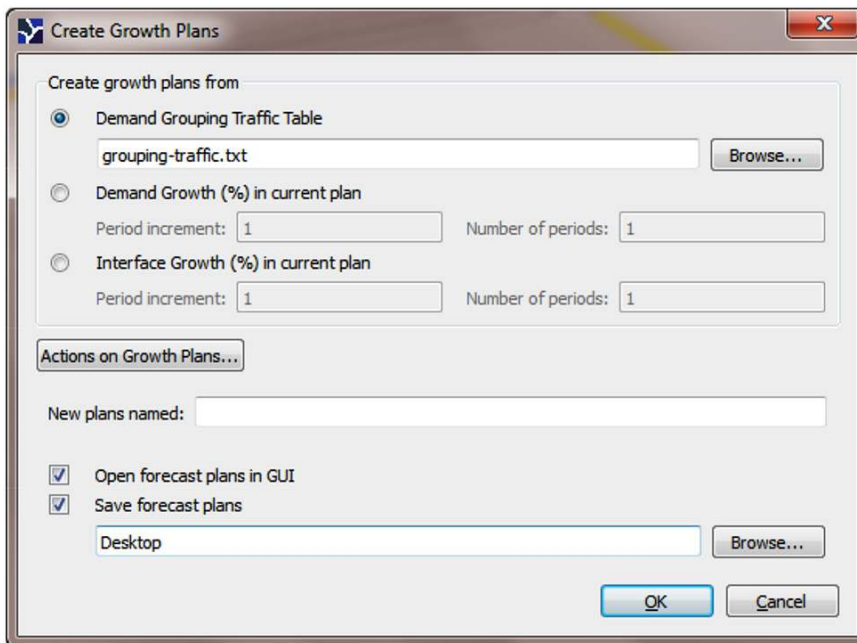 Create Growth Plans
Create growth plans from
Demand Grouping Traffic Table
grouping-traffic.txt Browse...
Demand Growth (%) in current plan
Period increment: 1 Number of periods: 1
Interface Growth (%) in current plan
Period increment: 1 Number of periods: 1
Actions on Growth Plans...
New plans named:
Open forecast plans in GUI
Save forecast plans
Desktop Browse...
OK Cancel